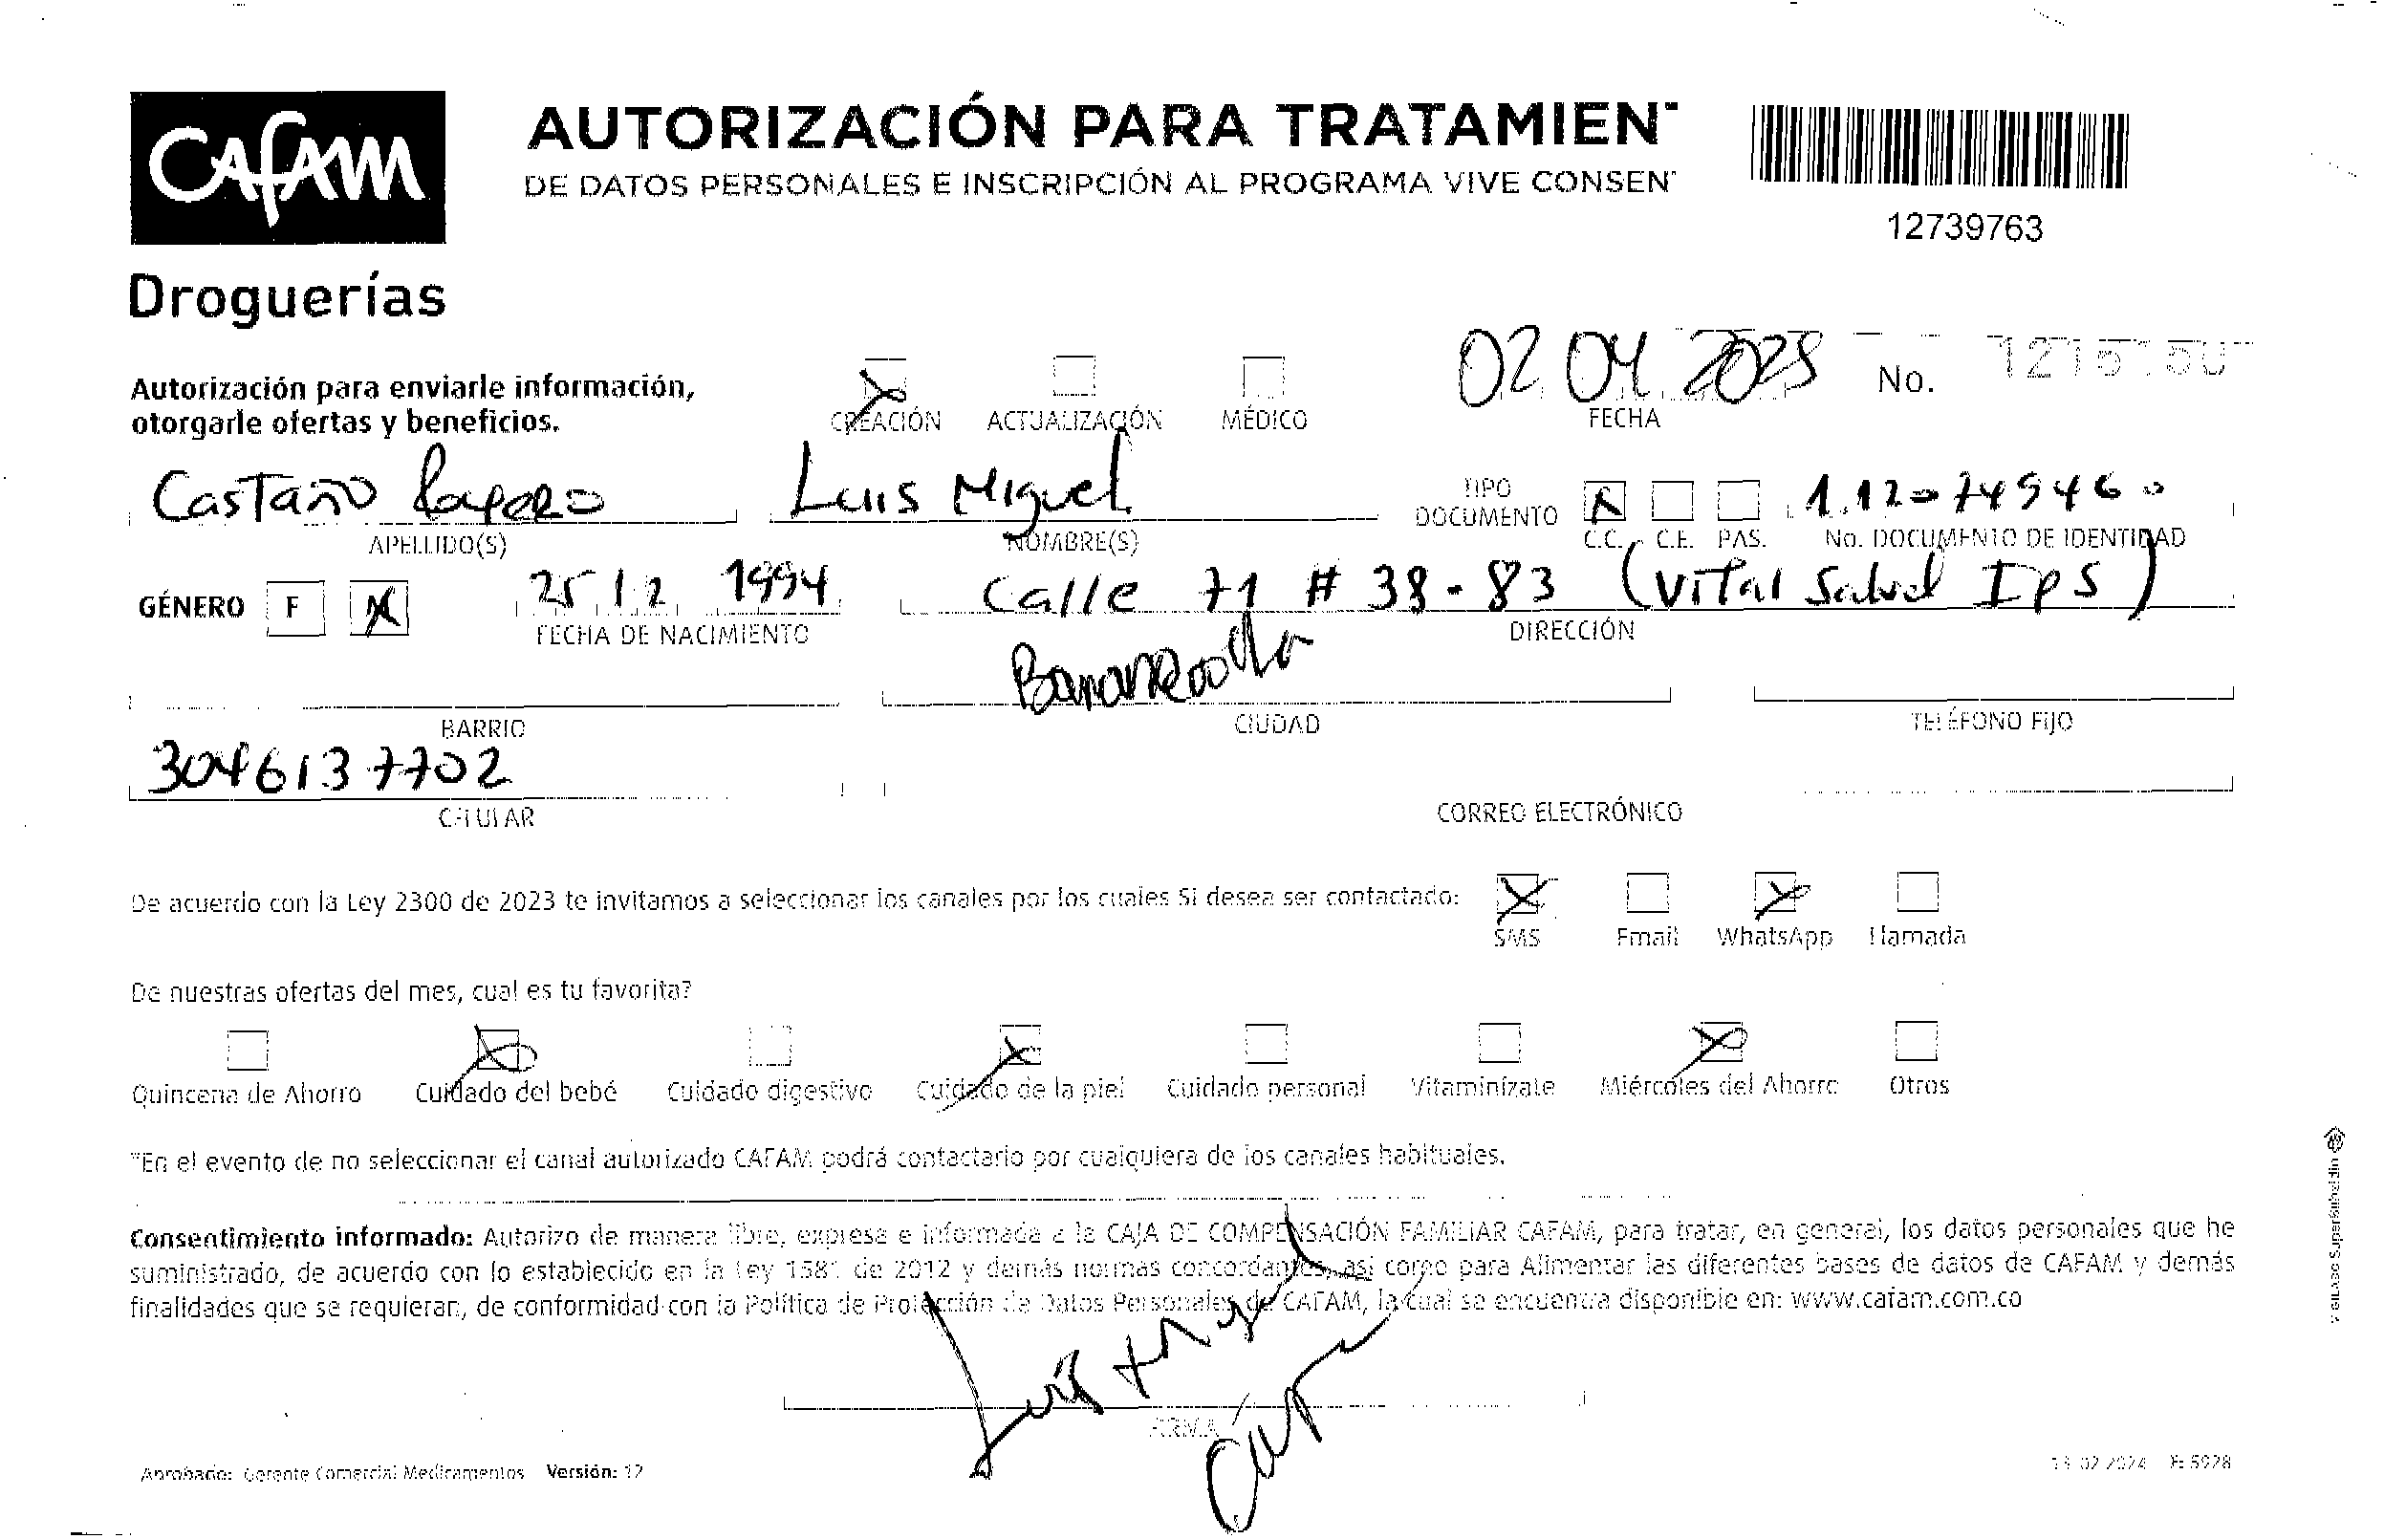 CAFAM
Droguerías
AUTORIZACIÓN PARA TRATAMIEN
DE DATOS PERSONALES E INSCRIPCIÓN AL PROGRAMA VIVE CONSEN
12739763
Autorización para enviarle información,
otorgarle ofertas y beneficios.
CREACIÓN ACTUALIZACIÓN MÉDICO
02 04 2025
FECHA
No.
Castaño Luis Miguel
APELLIDO(S) NOMBRE(S)
TIPO DOCUMENTO C.C. C.E. PAS.
No. DOCUMENTO DE IDENTIDAD
GÉNERO F M 25 12 1994 Calle 71 # 38-83 (Vital Salud IPS)
FECHA DE NACIMIENTO DIRECCIÓN
BARRIO CIUDAD TELÉFONO FIJO
3046137702
CELULAR CORREO ELECTRÓNICO
De acuerdo con la Ley 2300 de 2023 te invitamos a seleccionar los canales por los cuales Si desea ser contactado:
SMS Email WhatsApp Llamada
De nuestras ofertas del mes, cual es tu favorita?
Quincena de Ahorro Cuidado del bebé Cuidado digestivo Cuidado de la piel Cuidado personal Vitaminízate Miércoles del Ahorro Otros
*En el evento de no seleccionar el canal autorizado CAFAM podrá contactarlo por cualquiera de los canales habituales.
Consentimiento informado: Autorizo de manera libre, expresa e informada a la CAJA DE COMPENSACIÓN FAMILIAR CAFAM, para tratar, en general, los datos personales que he
suministrado, de acuerdo con lo establecido en la Ley 1581 de 2012 y demás normas concordantes, así como para Alimentar las diferentes bases de datos de CAFAM y demás
finalidades que se requieran, de conformidad con la Política de Protección de Datos Personales de CAFAM, la cual se encuentra disponible en: www.cafam.com.co
Luis Miguel
FIRMA
Aprobado: Gerente Comercial Medicamentos Versión: 12